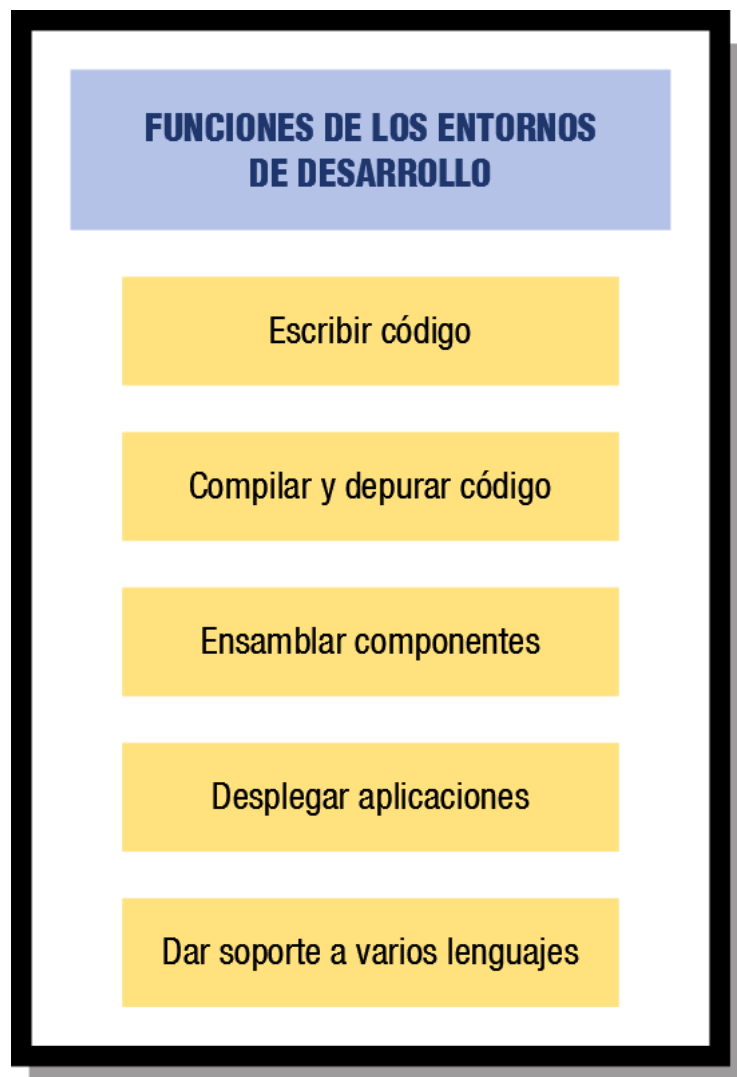 FUNCIONES DE LOS ENTORNOS
DE DESARROLLO
Escribir código
Compilar y depurar código
Ensamblar componentes
Desplegar aplicaciones
Dar soporte a varios lenguajes